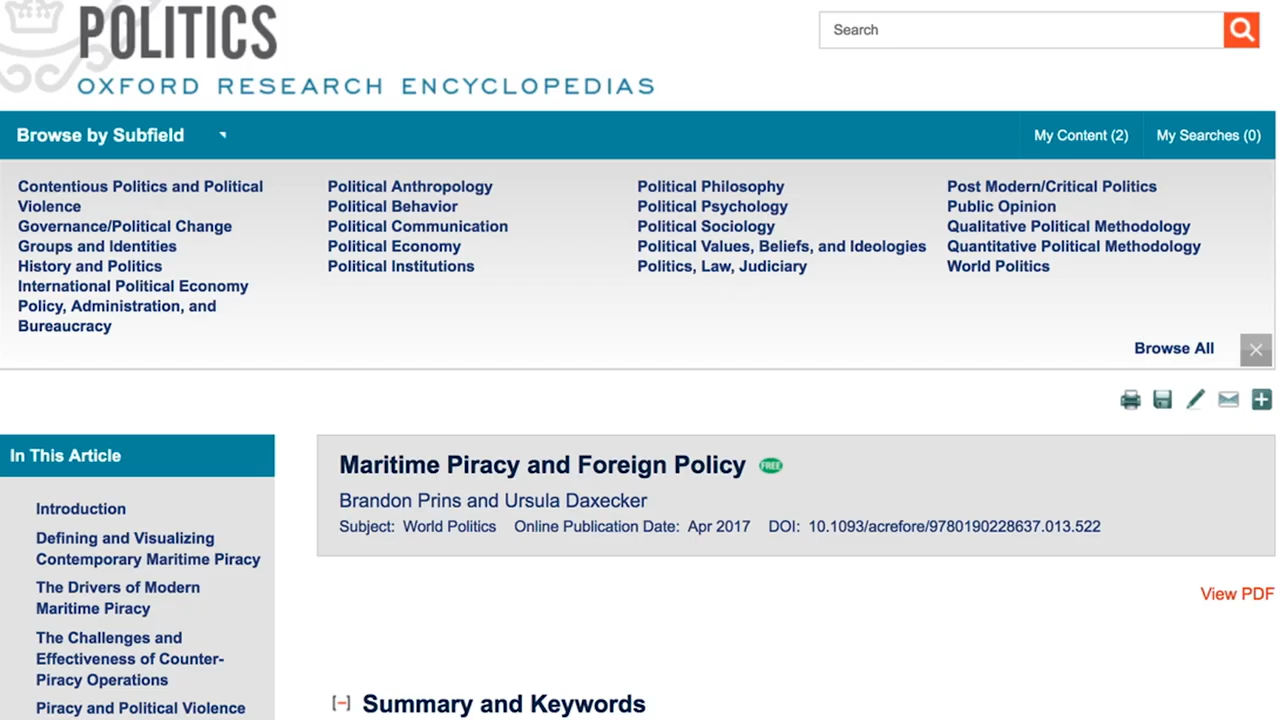 POLITICS
OXFORD RESEARCH ENCYCLOPEDIAS
Search
Browse by Subfield
My Content (2)
My Searches (0)
Contentious Politics and Political
Violence
Governance/Political Change
Groups and Identities
History and Politics
International Political Economy
Policy, Administration, and
Bureaucracy
Political Anthropology
Political Behavior
Political Communication
Political Economy
Political Institutions
Political Philosophy
Political Psychology
Political Sociology
Political Values, Beliefs, and Ideologies
Politics, Law, Judiciary
Post Modern/Critical Politics
Public Opinion
Qualitative Political Methodology
Quantitative Political Methodology
World Politics
Browse All
In This Article
Introduction
Defining and Visualizing
Contemporary Maritime Piracy
The Drivers of Modern
Maritime Piracy
The Challenges and
Effectiveness of Counter-
Piracy Operations
Piracy and Political Violence
Maritime Piracy and Foreign Policy FREE
Brandon Prins and Ursula Daxecker
Subject: World Politics Online Publication Date: Apr 2017 DOI: 10.1093/acrefore/9780190228637.013.522
View PDF
[−] Summary and Keywords